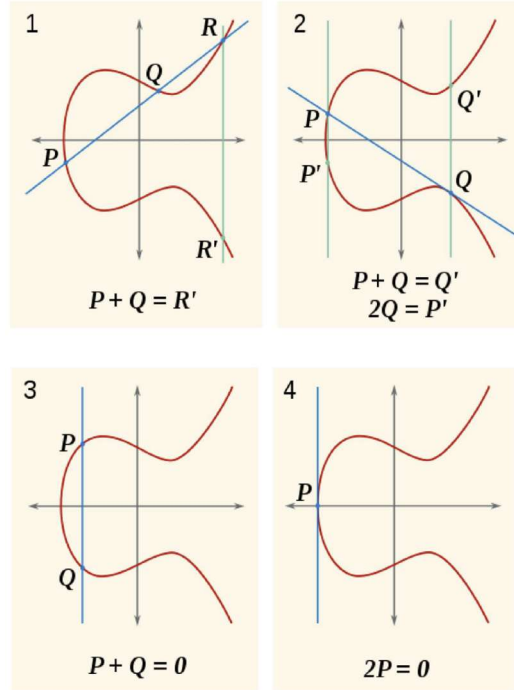 1
R
Q
P
R'
P + Q = R'
2
P
Q'
P'
Q
P + Q = Q'
2Q = P'
3
P
Q
P + Q = 0
4
P
2P = 0